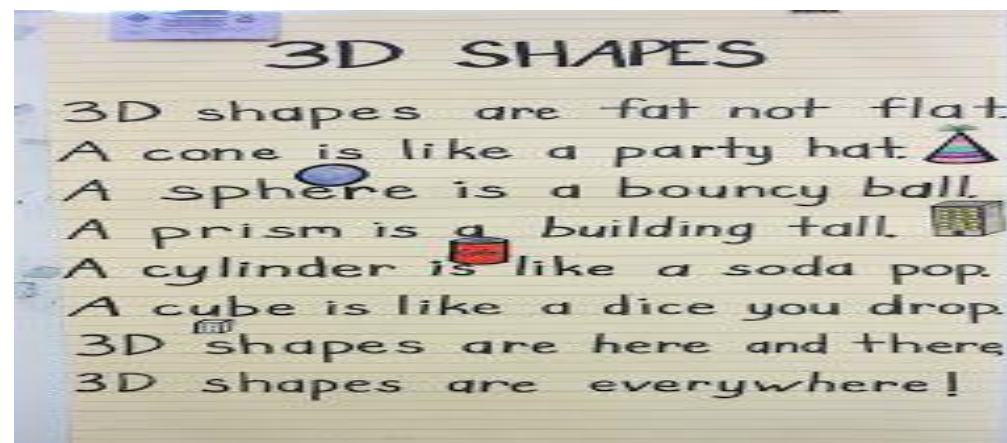 3D SHAPES
3D shapes are fat not flat.
A cone is like a party hat.
A sphere is a bouncy ball.
A prism is a building tall.
A cylinder is like a soda pop.
A cube is like a dice you drop.
3D shapes are here and there
3D shapes are everywhere!